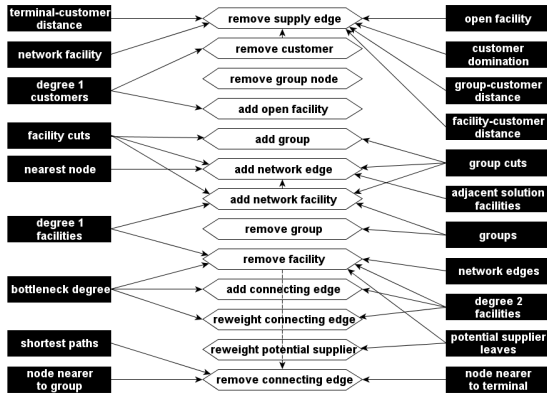 terminal-customer
distance
network facility
degree 1
customers
facility cuts
nearest node
degree 1
facilities
bottleneck degree
shortest paths
node nearer
to group
remove supply edge
remove customer
remove group node
add open facility
add group
add network edge
add network facility
remove group
remove facility
add connecting edge
reweight connecting edge
reweight potential supplier
remove connecting edge
open facility
customer
domination
group-customer
distance
facility-customer
distance
group cuts
adjacent solution
facilities
groups
network edges
degree 2
facilities
potential supplier
leaves
node nearer
to terminal